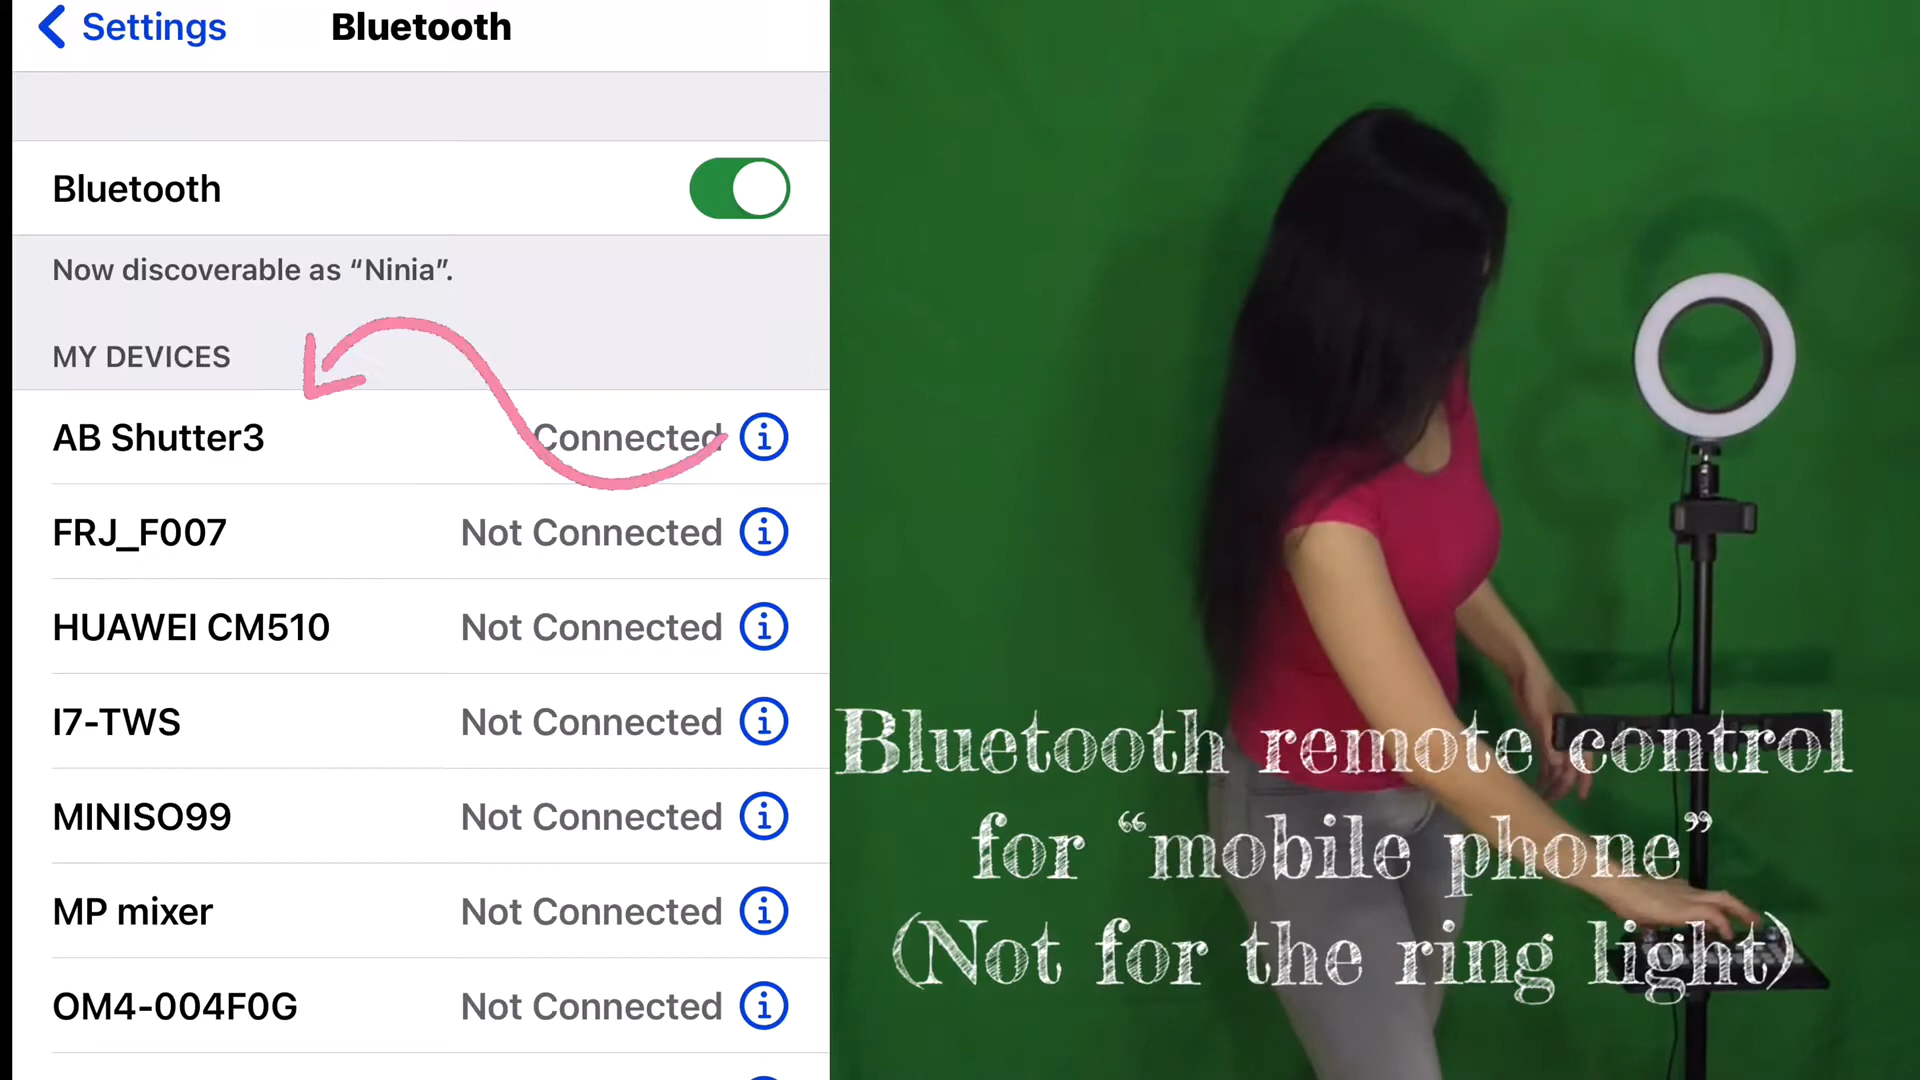 Settings
Bluetooth
Bluetooth
Now discoverable as “Ninia”.
MY DEVICES
AB Shutter3 Connected
FRJ_F007 Not Connected
HUAWEI CM510 Not Connected
I7-TWS Not Connected
MINISO99 Not Connected
MP mixer Not Connected
OM4-004F0G Not Connected
Bluetooth remote control
for “mobile phone”
(Not for the ring light)